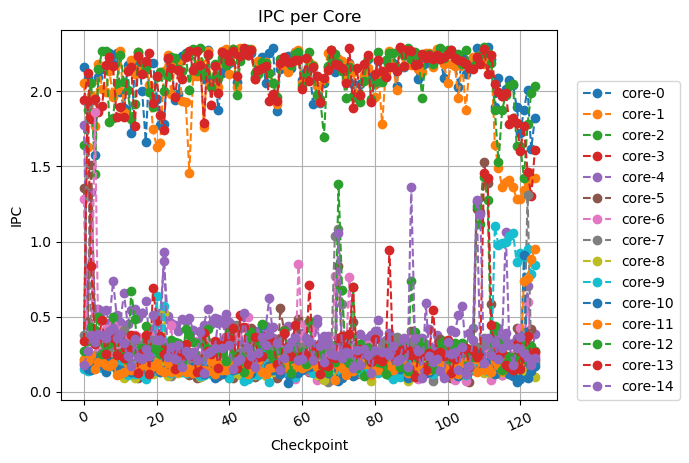 IPC per Core
IPC
2.0
1.5
1.0
0.5
0.0
0
20
40
60
80
100
120
Checkpoint
core-0
core-1
core-2
core-3
core-4
core-5
core-6
core-7
core-8
core-9
core-10
core-11
core-12
core-13
core-14